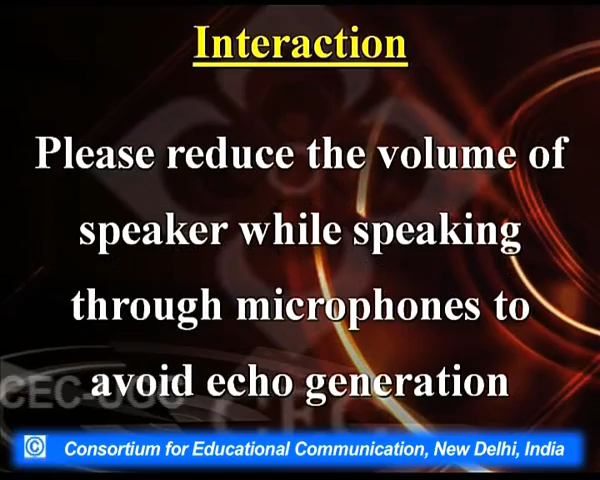 Interaction
Please reduce the volume of
speaker while speaking
through microphones to
avoid echo generation
© Consortium for Educational Communication, New Delhi, India